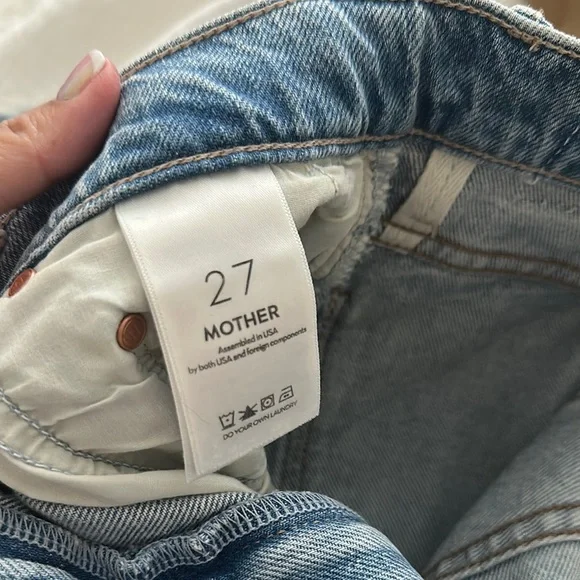 27
MOTHER
Assembled in USA
by both USA and foreign components
DO YOUR OWN LAUNDRY